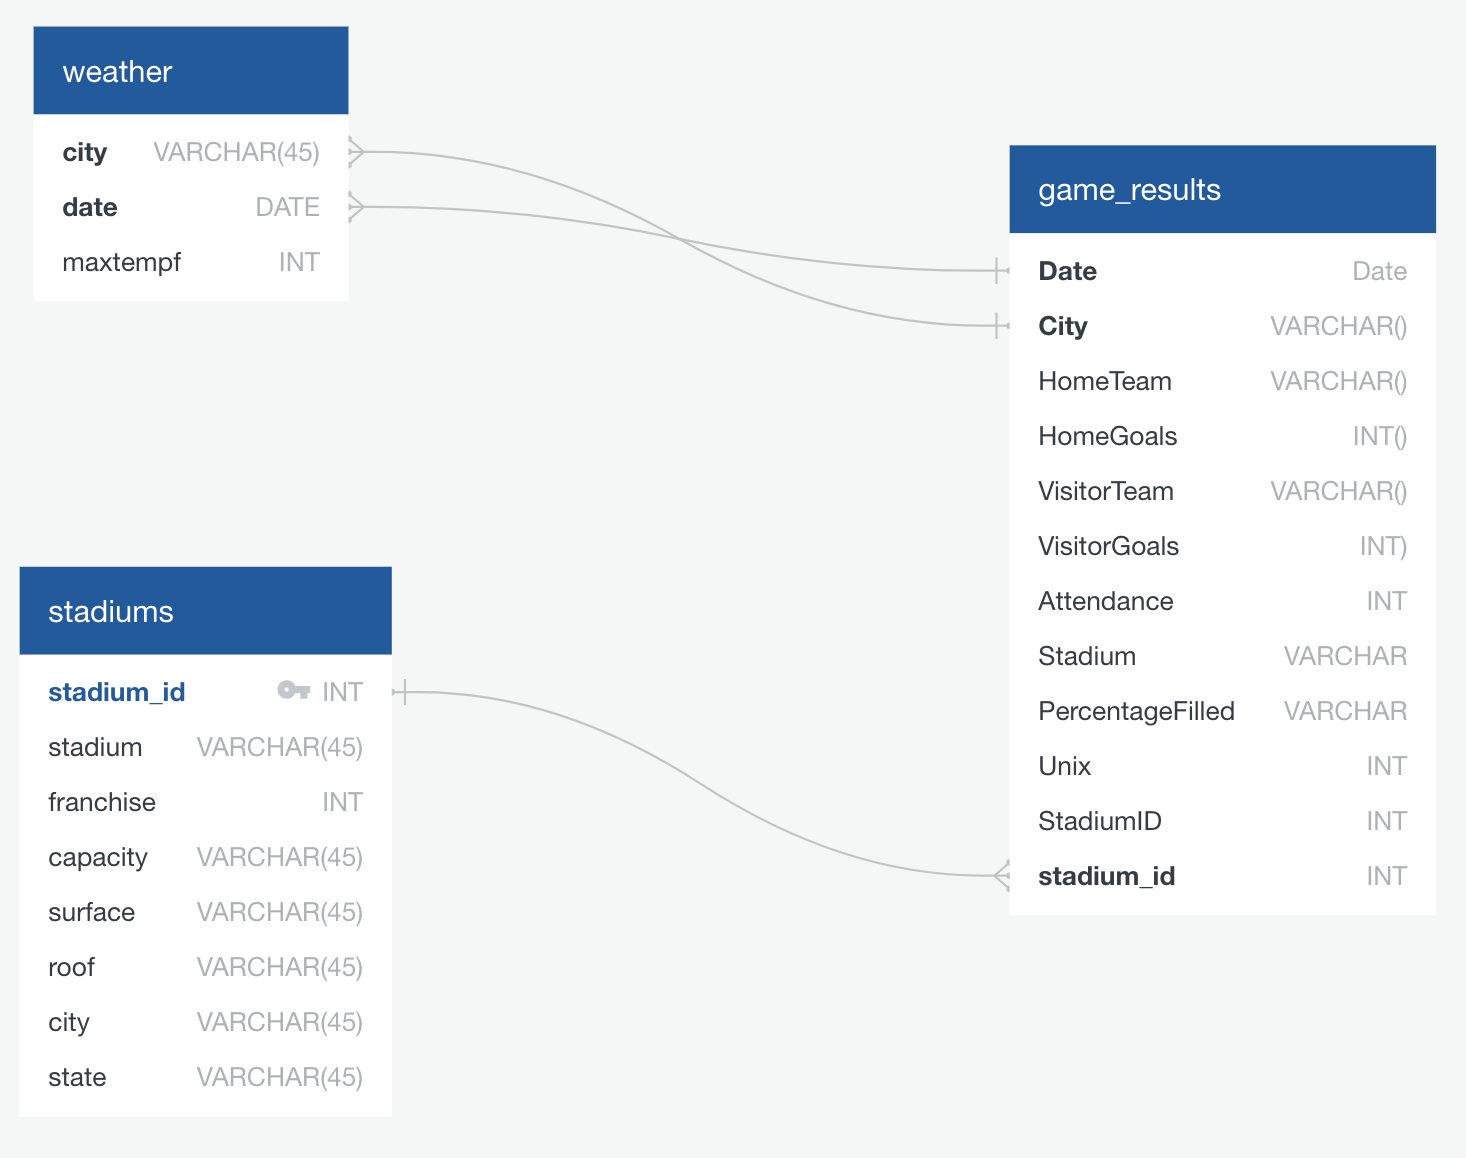 weather
city VARCHAR(45)
date DATE
maxtempf INT
game_results
Date Date
City VARCHAR()
HomeTeam VARCHAR()
HomeGoals INT()
VisitorTeam VARCHAR()
VisitorGoals INT)
Attendance INT
Stadium VARCHAR
PercentageFilled VARCHAR
Unix INT
StadiumID INT
stadium_id INT
stadiums
stadium_id INT
stadium VARCHAR(45)
franchise INT
capacity VARCHAR(45)
surface VARCHAR(45)
roof VARCHAR(45)
city VARCHAR(45)
state VARCHAR(45)